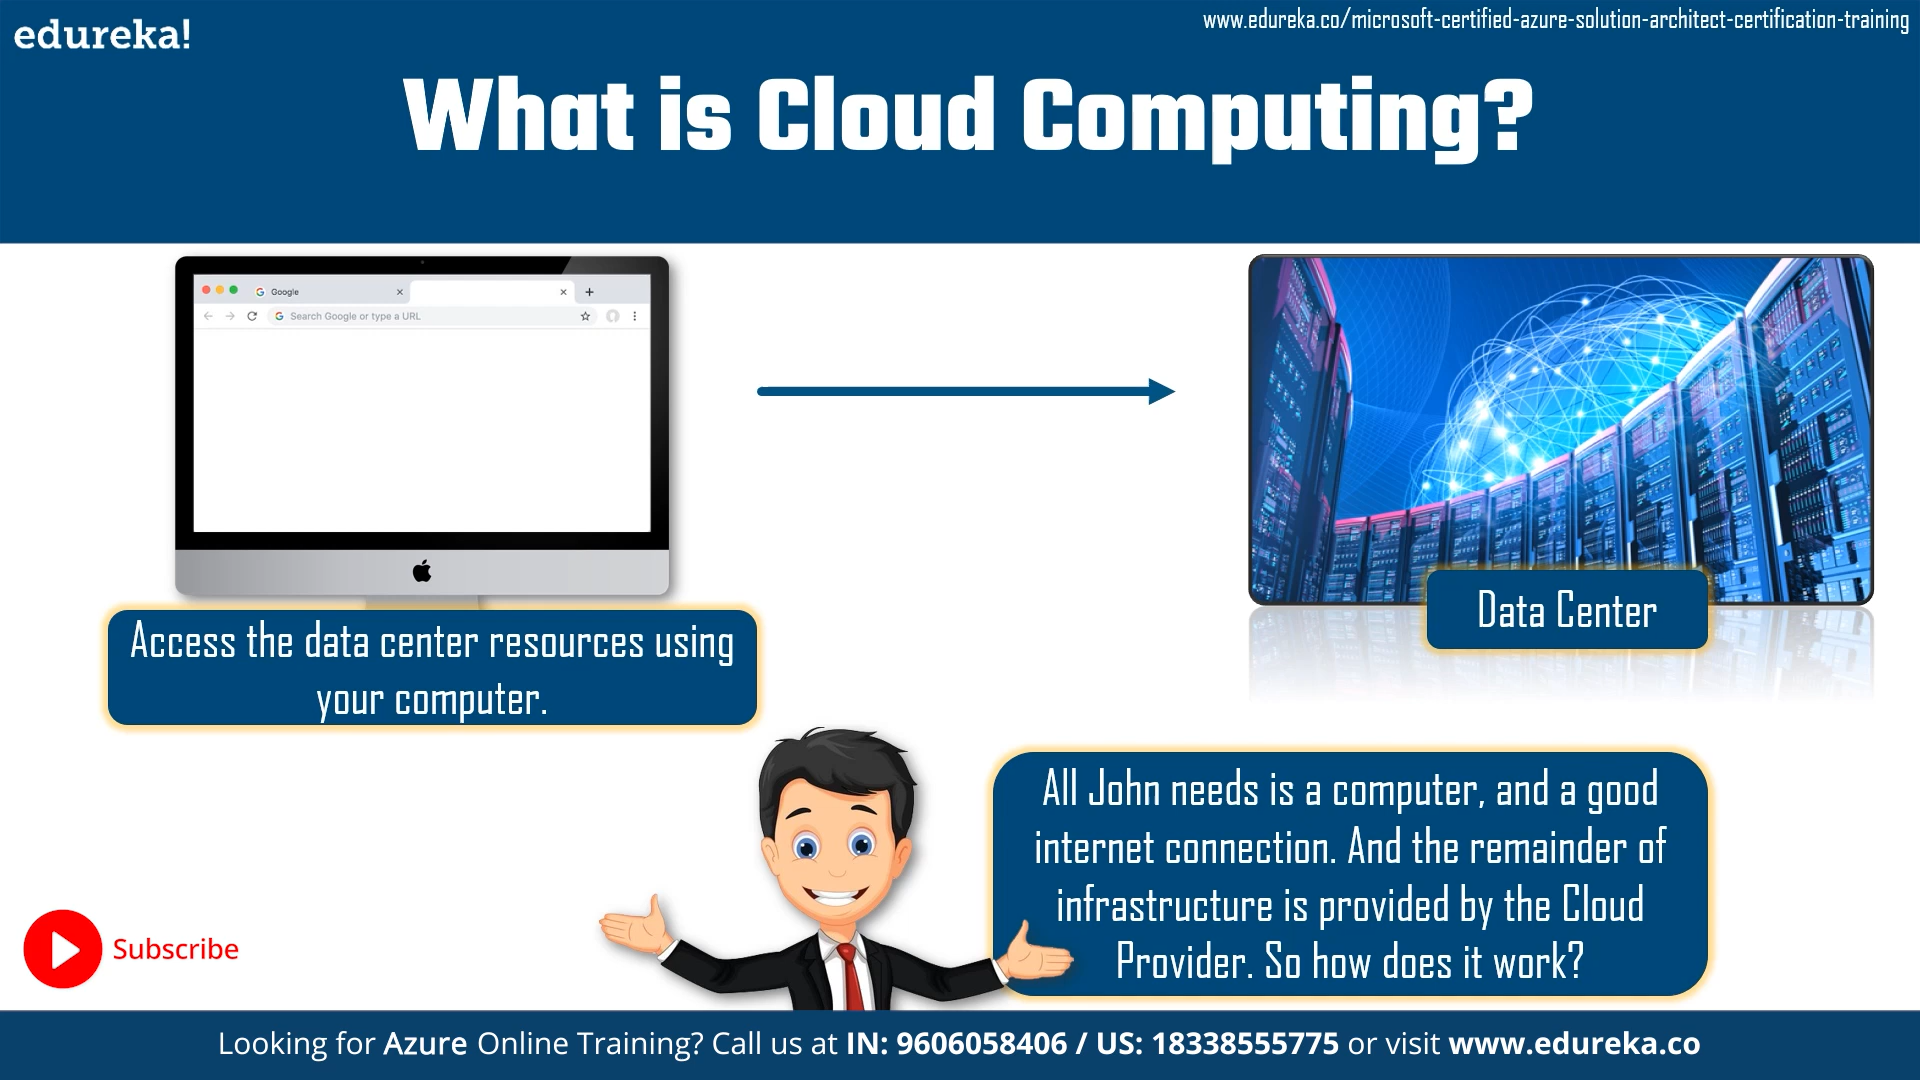 edureka!
www.edureka.co/microsoft-certified-azure-solution-architect-certification-training
What is Cloud Computing?
Google
Search Google or type a URL
Data Center
Access the data center resources using
your computer.
All John needs is a computer, and a good
internet connection. And the remainder of
infrastructure is provided by the Cloud
Provider. So how does it work?
Subscribe
Looking for Azure Online Training? Call us at IN: 9606058406 / US: 18338555775 or visit www.edureka.co